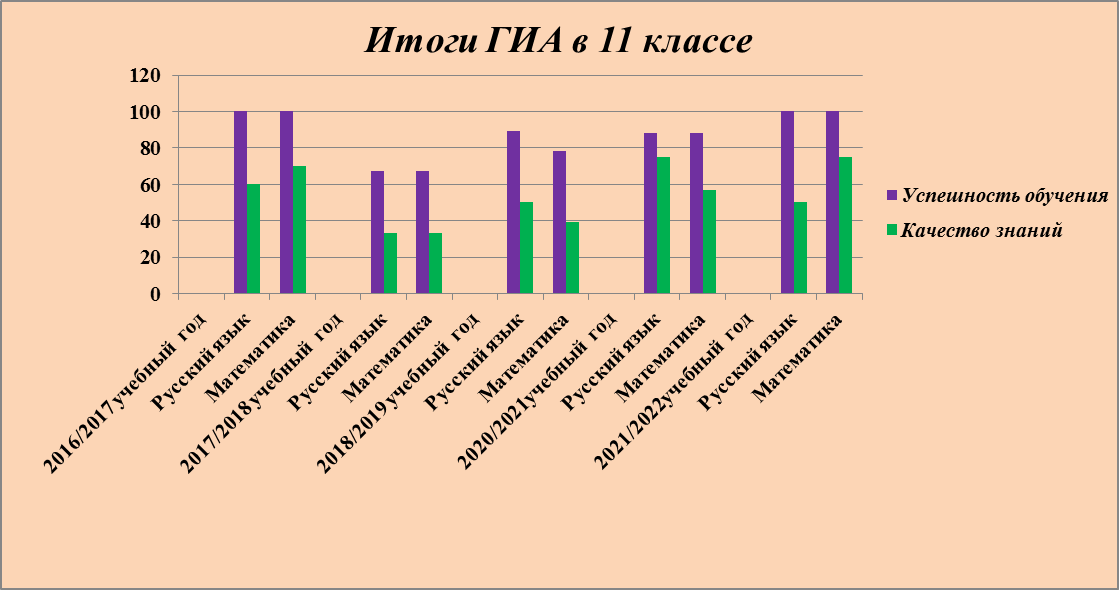 Итоги ГИА в 11 классе
120
100
80
60
40
20
0
2016/2017 учебный год
Русский язык
Математика
2017/2018 учебный год
Русский язык
Математика
2018/2019 учебный год
Русский язык
Математика
2020/2021учебный год
Русский язык
Математика
2021/2022учебный год
Русский язык
Математика
Успешность обучения
Качество знаний